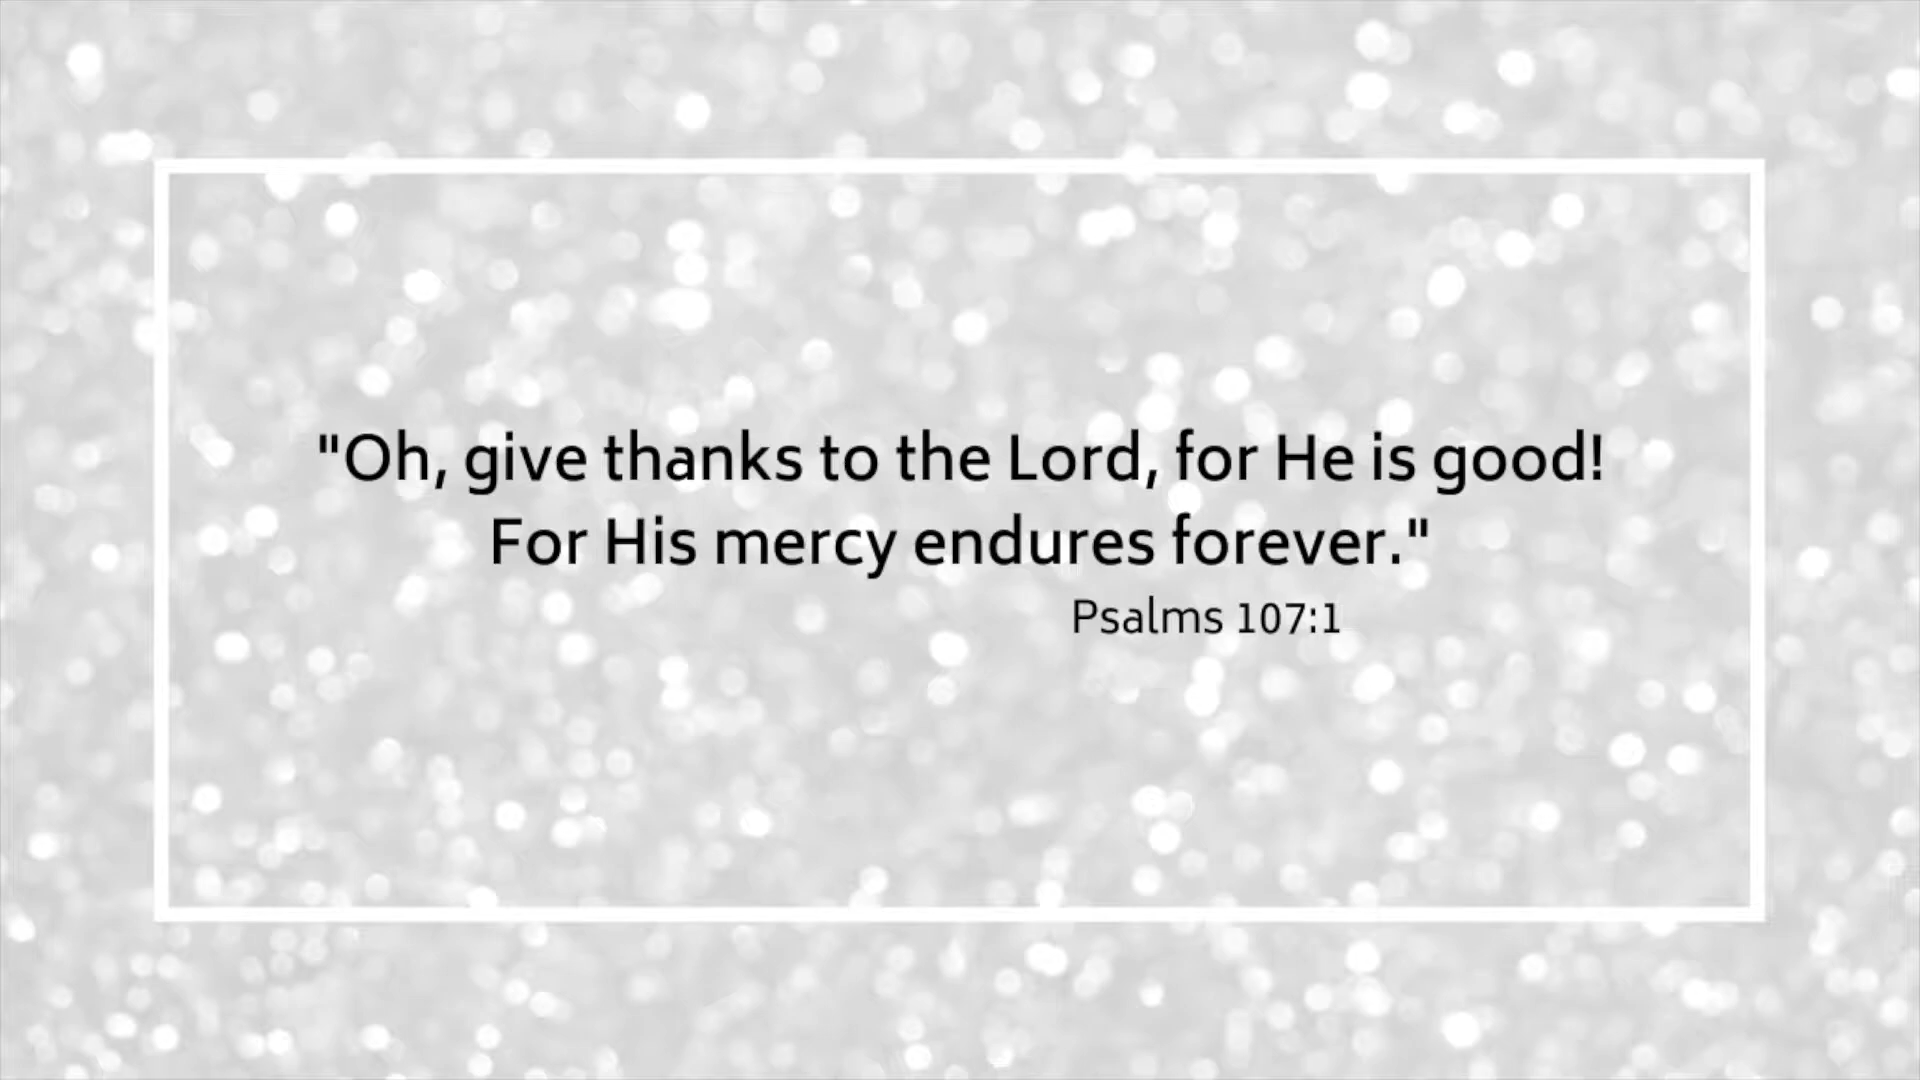 "Oh, give thanks to the Lord, for He is good!
For His mercy endures forever."
Psalms 107:1